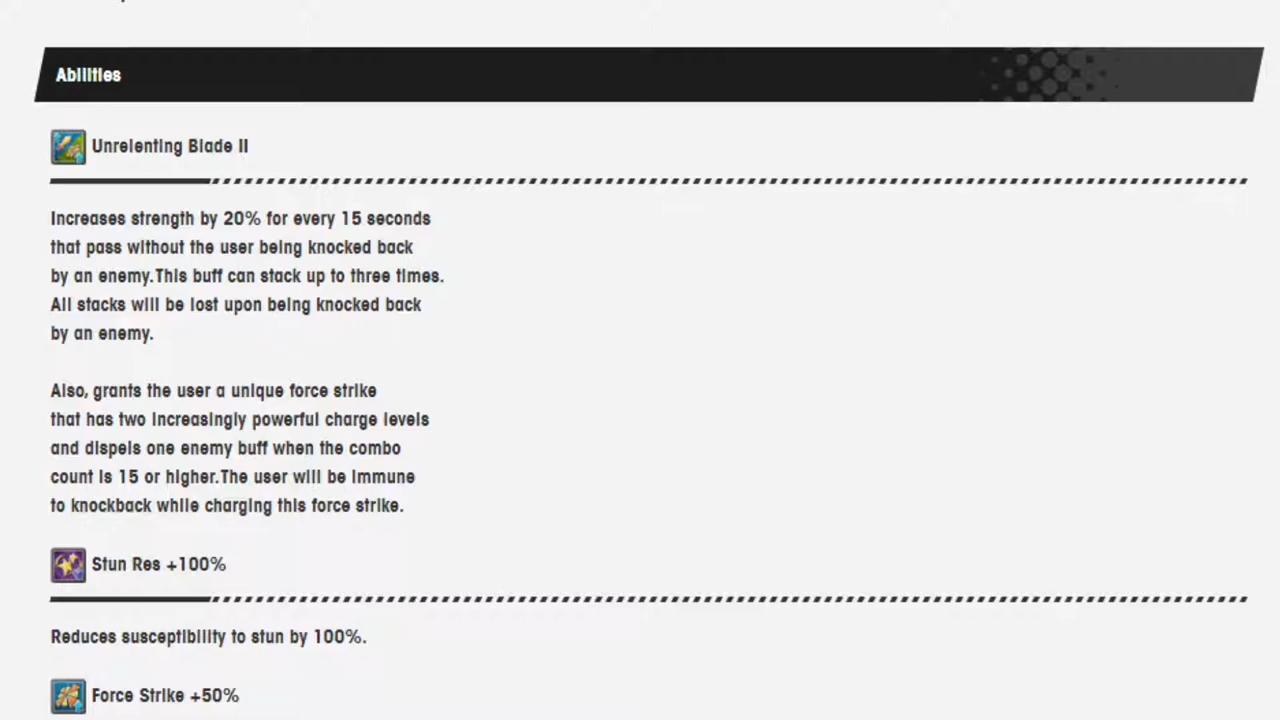 Abilities
Unrelenting Blade II
Increases strength by 20% for every 15 seconds
that pass without the user being knocked back
by an enemy.This buff can stack up to three times.
All stacks will be lost upon being knocked back
by an enemy.
Also, grants the user a unique force strike
that has two increasingly powerful charge levels
and dispels one enemy buff when the combo
count is 15 or higher.The user will be immune
to knockback while charging this force strike.
Stun Res +100%
Reduces susceptibility to stun by 100%.
Force Strike +50%